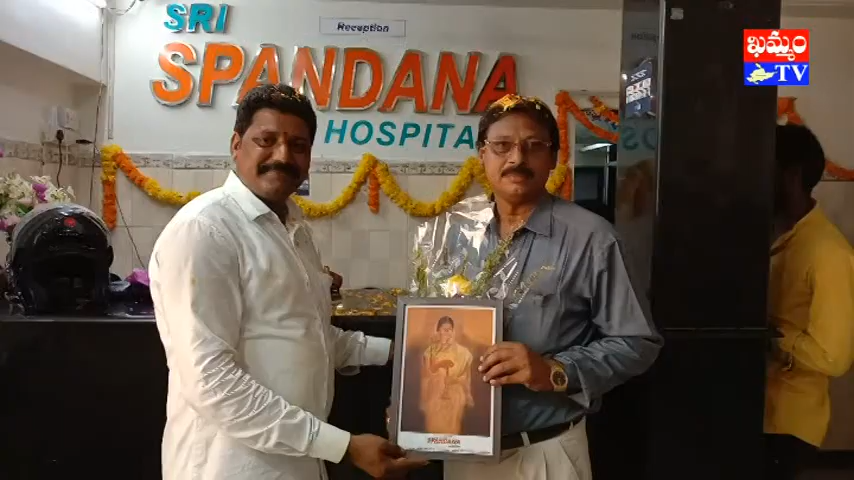 SRI
Reception
SPANDANA
HOSPITA
ఖమ్మం
TV
SPANDANA